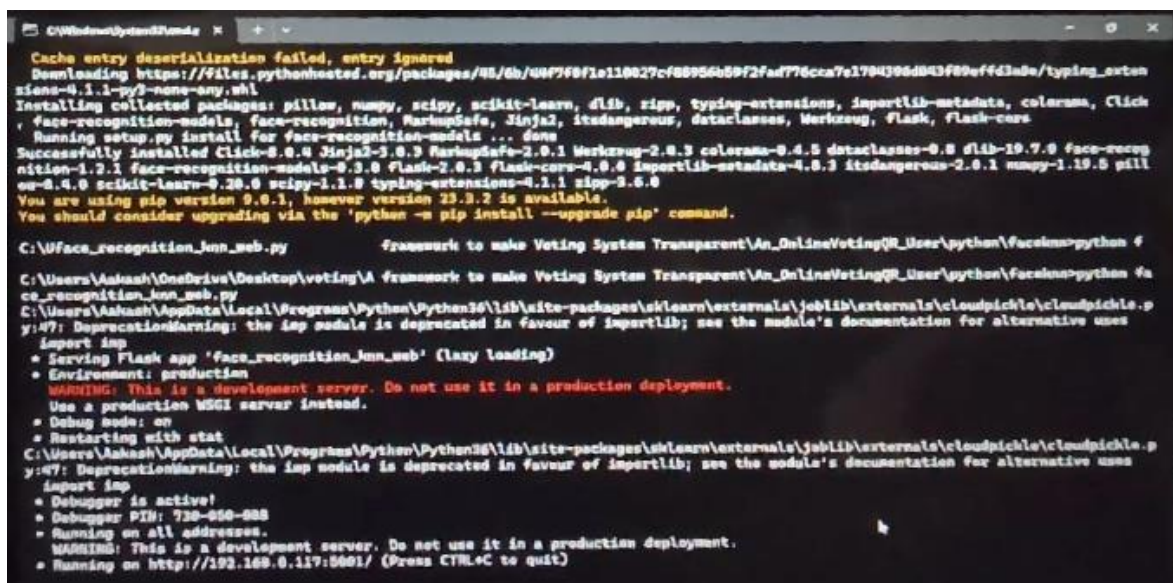 C:\Windows\System32\cmd.e
Cache entry deserialization failed, entry ignored
Downloading https://files.pythonhosted.org/packages/45/6b/ /typing_exten
sions-4.1.1-py3-none-any.whl
Installing collected packages: pillow, numpy, scipy, scikit-learn, dlib, zipp, typing-extensions, importlib-metadata, colorama, Click
, face-recognition-models, face-recognition, MarkupSafe, Jinja2, itsdangerous, dataclasses, Werkzeug, flask, flask-cors
Running setup.py install for face-recognition-models ... done
Successfully installed Click-8.0.4 Jinja2-3.0.3 MarkupSafe-2.0.1 Werkzeug-2.0.3 colorama-0.4.5 dataclasses-0.8 dlib-19.7.0 face-recog
nition-1.2.1 face-recognition-models-0.3.0 flask-2.0.3 flask-cors-4.0.0 importlib-metadata-4.8.3 itsdangerous-2.0.1 numpy-1.19.5 pill
ow-8.4.0 scikit-learn-0.20.0 scipy-1.1.0 typing-extensions-4.1.1 zipp-3.6.0
You are using pip version 9.0.1, however version 23.3.2 is available.
You should consider upgrading via the 'python -m pip install --upgrade pip' command.
C:\Uface_recognition_knn_web.py framework to make Voting System Transparent\An_OnlineVotingQR_User\python\faceknn>python f
C:\Users\Aakash\OneDrive\Desktop\voting\A framework to make Voting System Transparent\An_OnlineVotingQR_User\python\faceknn>python fa
ce_recognition_knn_web.py
C:\Users\Aakash\AppData\Local\Programs\Python\Python36\lib\site-packages\sklearn\externals\joblib\externals\cloudpickle\cloudpickle.p
y:47: DeprecationWarning: the imp module is deprecated in favour of importlib; see the module's documentation for alternative uses
import imp
* Serving Flask app 'face_recognition_knn_web' (lazy loading)
* Environment: production
WARNING: This is a development server. Do not use it in a production deployment.
Use a production WSGI server instead.
* Debug mode: on
* Restarting with stat
C:\Users\Aakash\AppData\Local\Programs\Python\Python36\lib\site-packages\sklearn\externals\joblib\externals\cloudpickle\cloudpickle.p
y:47: DeprecationWarning: the imp module is deprecated in favour of importlib; see the module's documentation for alternative uses
import imp
* Debugger is active!
* Debugger PIN: 730-050-088
* Running on all addresses.
WARNING: This is a development server. Do not use it in a production deployment.
* Running on http://192.168.0.117:5001/ (Press CTRL+C to quit)